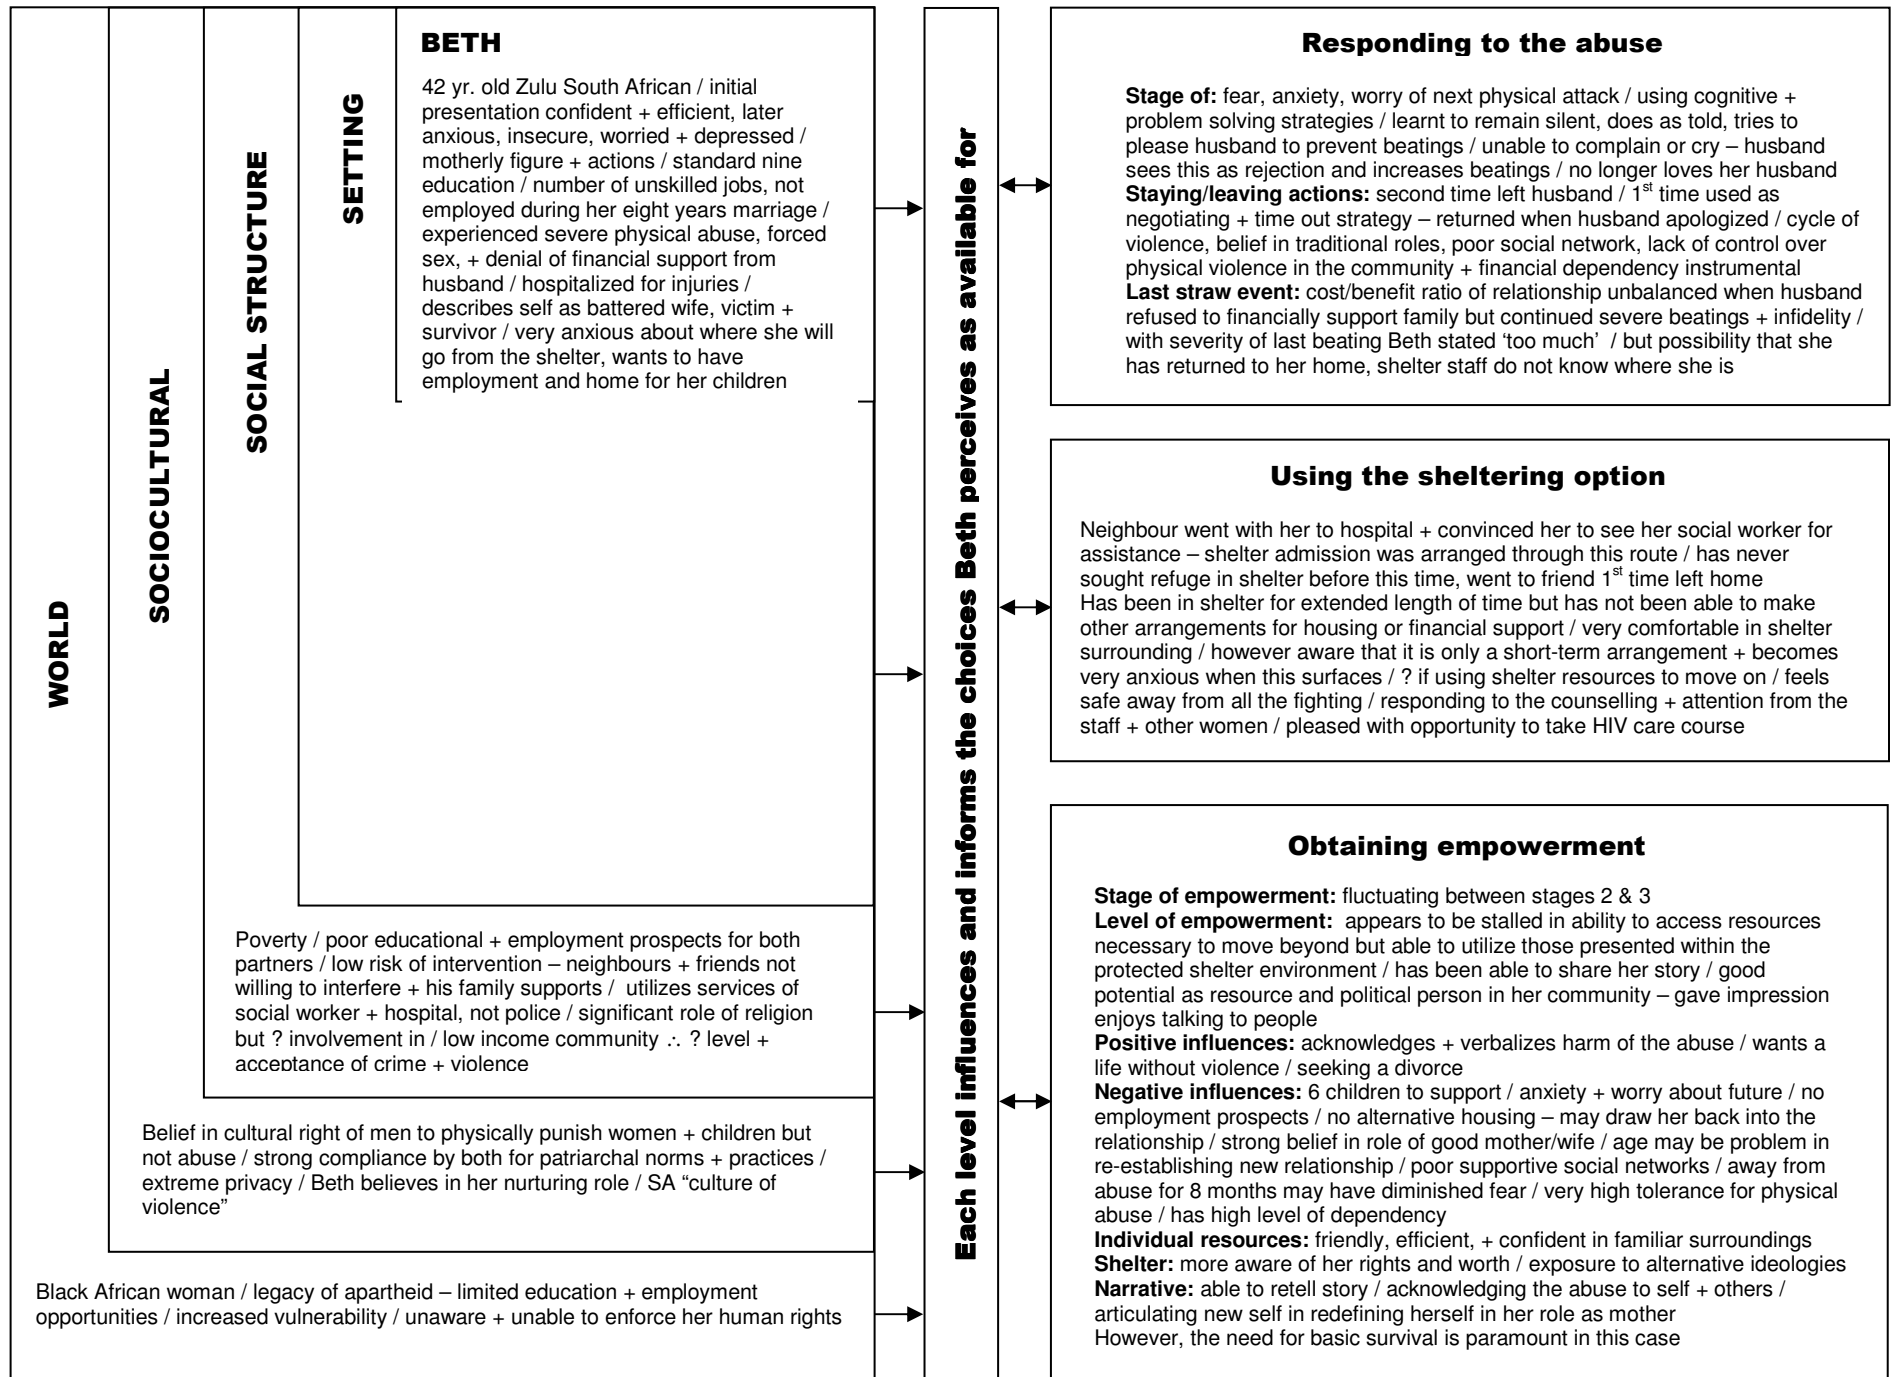 WORLD
SOCIOCULTURAL
SOCIAL STRUCTURE
SETTING
BETH
42 yr. old Zulu South African / initial
presentation confident + efficient, later
anxious, insecure, worried + depressed /
motherly figure + actions / standard nine
education / number of unskilled jobs, not
employed during her eight years marriage /
experienced severe physical abuse, forced
sex, + denial of financial support from
husband / hospitalized for injuries /
describes self as battered wife, victim +
survivor / very anxious about where she will
go from the shelter, wants to have
employment and home for her children
Poverty / poor educational + employment prospects for both
partners / low risk of intervention – neighbours + friends not
willing to interfere + his family supports /  utilizes services of
social worker + hospital, not police / significant role of religion
but ? involvement in / low income community ∴ ? level +
acceptance of crime + violence
Belief in cultural right of men to physically punish women + children but
not abuse / strong compliance by both for patriarchal norms + practices /
extreme privacy / Beth believes in her nurturing role / SA “culture of
violence”
Black African woman / legacy of apartheid – limited education + employment
opportunities / increased vulnerability / unaware + unable to enforce her human rights
Each level influences and informs the choices Beth perceives as available for
Responding to the abuse
Stage of: fear, anxiety, worry of next physical attack / using cognitive +
problem solving strategies / learnt to remain silent, does as told, tries to
please husband to prevent beatings / unable to complain or cry – husband
sees this as rejection and increases beatings / no longer loves her husband
Staying/leaving actions: second time left husband / 1st time used as
negotiating + time out strategy – returned when husband apologized / cycle of
violence, belief in traditional roles, poor social network, lack of control over
physical violence in the community + financial dependency instrumental
Last straw event: cost/benefit ratio of relationship unbalanced when husband
refused to financially support family but continued severe beatings + infidelity /
with severity of last beating Beth stated ‘too much’ / but possibility that she
has returned to her home, shelter staff do not know where she is
Using the sheltering option
Neighbour went with her to hospital + convinced her to see her social worker for
assistance – shelter admission was arranged through this route / has never
sought refuge in shelter before this time, went to friend 1st time left home
Has been in shelter for extended length of time but has not been able to make
other arrangements for housing or financial support / very comfortable in shelter
surrounding / however aware that it is only a short-term arrangement + becomes
very anxious when this surfaces / ? if using shelter resources to move on / feels
safe away from all the fighting / responding to the counselling + attention from the
staff + other women / pleased with opportunity to take HIV care course
Obtaining empowerment
Stage of empowerment: fluctuating between stages 2 & 3
Level of empowerment:  appears to be stalled in ability to access resources
necessary to move beyond but able to utilize those presented within the
protected shelter environment / has been able to share her story / good
potential as resource and political person in her community – gave impression
enjoys talking to people
Positive influences: acknowledges + verbalizes harm of the abuse / wants a
life without violence / seeking a divorce
Negative influences: 6 children to support / anxiety + worry about future / no
employment prospects / no alternative housing – may draw her back into the
relationship / strong belief in role of good mother/wife / age may be problem in
re-establishing new relationship / poor supportive social networks / away from
abuse for 8 months may have diminished fear / very high tolerance for physical
abuse / has high level of dependency
Individual resources: friendly, efficient, + confident in familiar surroundings
Shelter: more aware of her rights and worth / exposure to alternative ideologies
Narrative: able to retell story / acknowledging the abuse to self + others /
articulating new self in redefining herself in her role as mother
However, the need for basic survival is paramount in this case